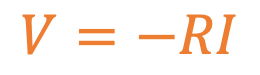 V = −RI